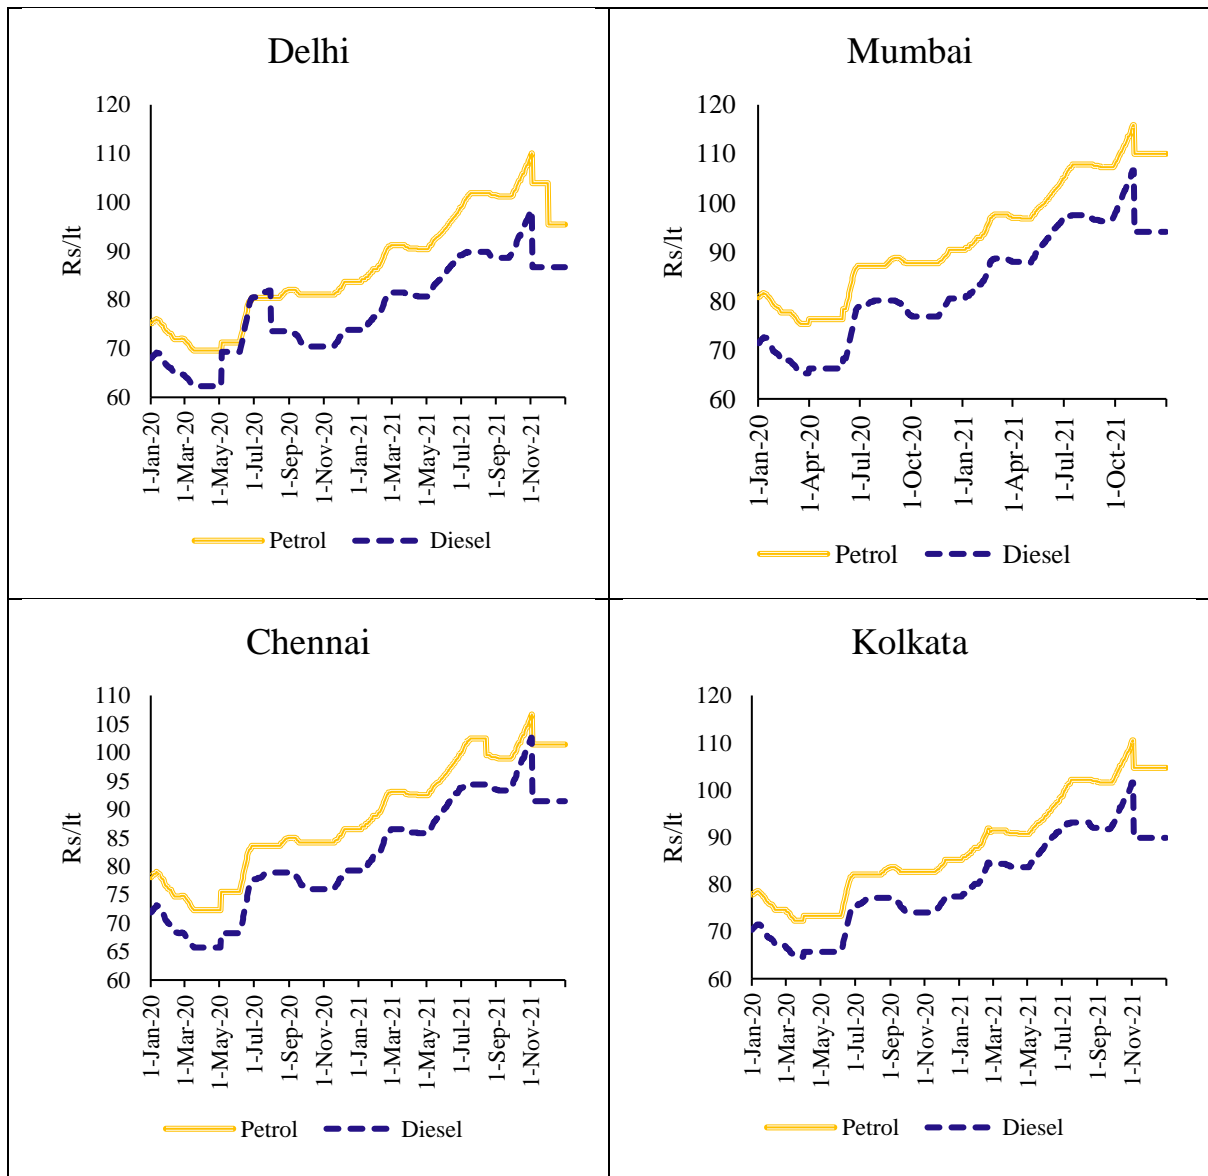 Delhi
120
110
100
90
80
70
60
Rs/lt
1-Jan-20
1-Mar-20
1-May-20
1-Jul-20
1-Sep-20
1-Nov-20
1-Jan-21
1-Mar-21
1-May-21
1-Jul-21
1-Sep-21
1-Nov-21
Petrol Diesel
Mumbai
120
110
100
90
80
70
60
Rs/lt
1-Jan-20
1-Apr-20
1-Jul-20
1-Oct-20
1-Jan-21
1-Apr-21
1-Jul-21
1-Oct-21
Petrol Diesel
Chennai
110
105
100
95
90
85
80
75
70
65
60
Rs/lt
1-Jan-20
1-Mar-20
1-May-20
1-Jul-20
1-Sep-20
1-Nov-20
1-Jan-21
1-Mar-21
1-May-21
1-Jul-21
1-Sep-21
1-Nov-21
Petrol Diesel
Kolkata
120
110
100
90
80
70
60
Rs/lt
1-Jan-20
1-Mar-20
1-May-20
1-Jul-20
1-Sep-20
1-Nov-20
1-Jan-21
1-Mar-21
1-May-21
1-Jul-21
1-Sep-21
1-Nov-21
Petrol Diesel